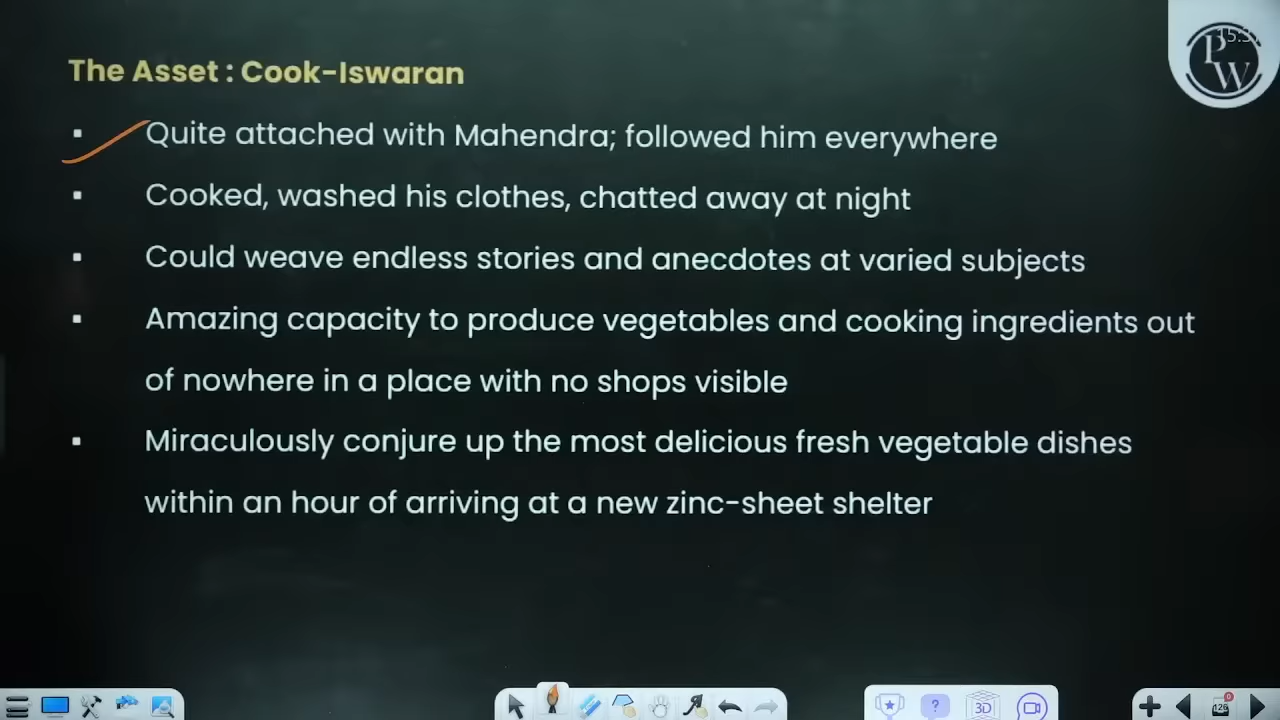 The Asset : Cook-Iswaran
▪ Quite attached with Mahendra; followed him everywhere
▪ Cooked, washed his clothes, chatted away at night
▪ Could weave endless stories and anecdotes at varied subjects
▪ Amazing capacity to produce vegetables and cooking ingredients out
of nowhere in a place with no shops visible
▪ Miraculously conjure up the most delicious fresh vegetable dishes
within an hour of arriving at a new zinc-sheet shelter
PW
3D
126
0